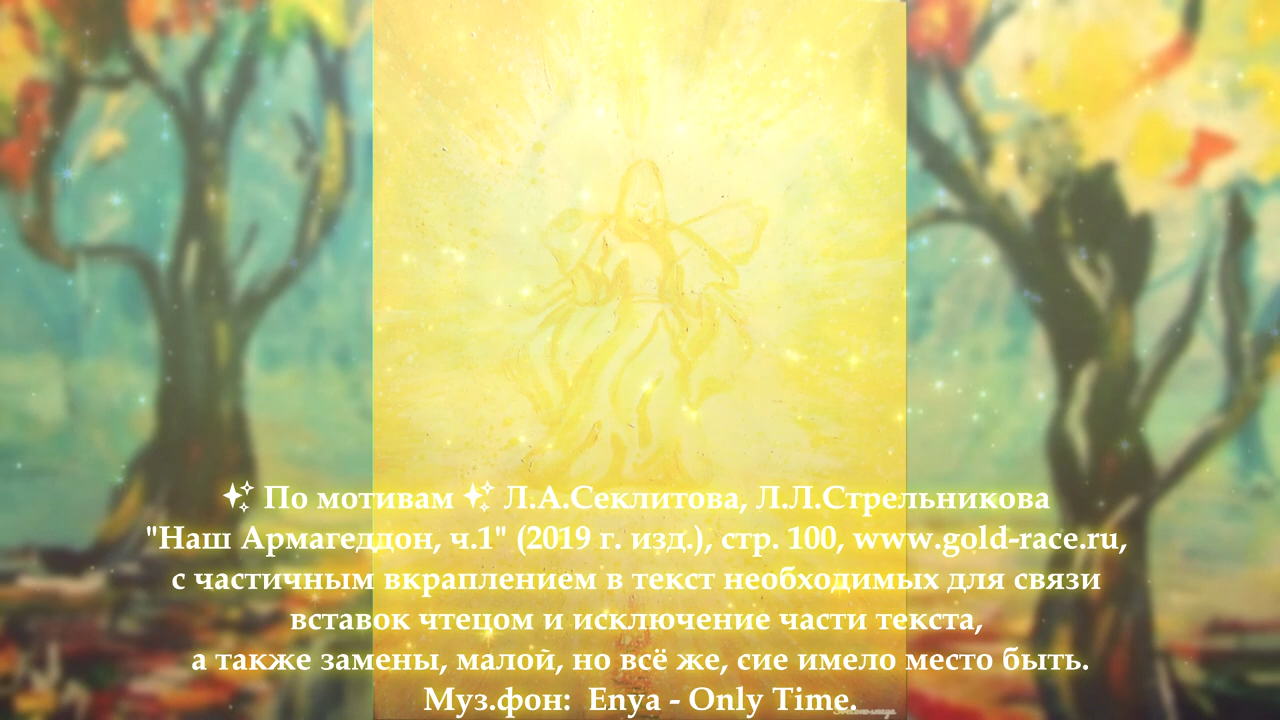 ✨ По мотивам ✨ Л.А.Секлитова, Л.Л.Стрельникова
"Наш Армагеддон, ч.1" (2019 г. изд.), стр. 100, www.gold-race.ru,
с частичным вкраплением в текст необходимых для связи
вставок чтецом и исключение части текста,
а также замены, малой, но всё же, сие имело место быть.
Муз.фон:  Enya - Only Time.